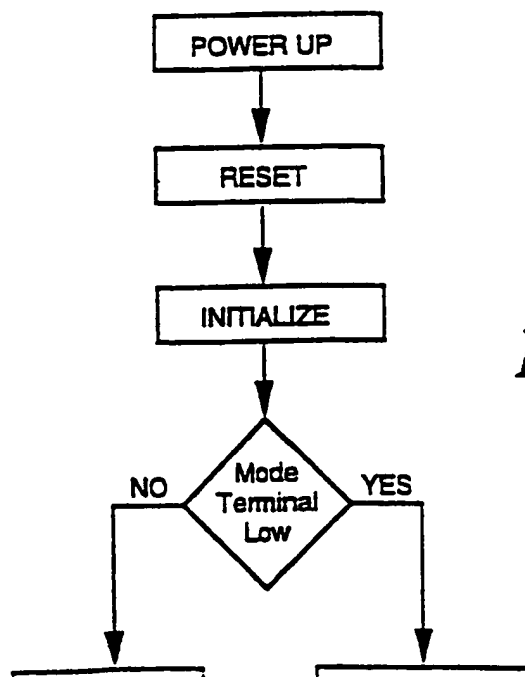 POWER UP
RESET
INITIALIZE
NO
Mode
Terminal
Low
YES